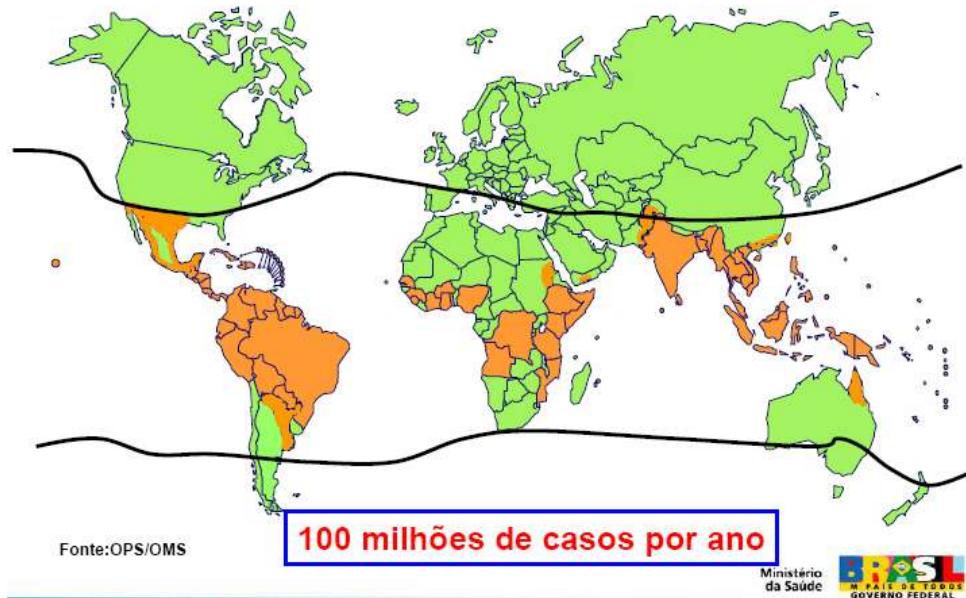 100 milhões de casos por ano
Fonte:OPS/OMS
Ministério
da Saúde
BRASIL
UM PAÍS DE TODOS
GOVERNO FEDERAL